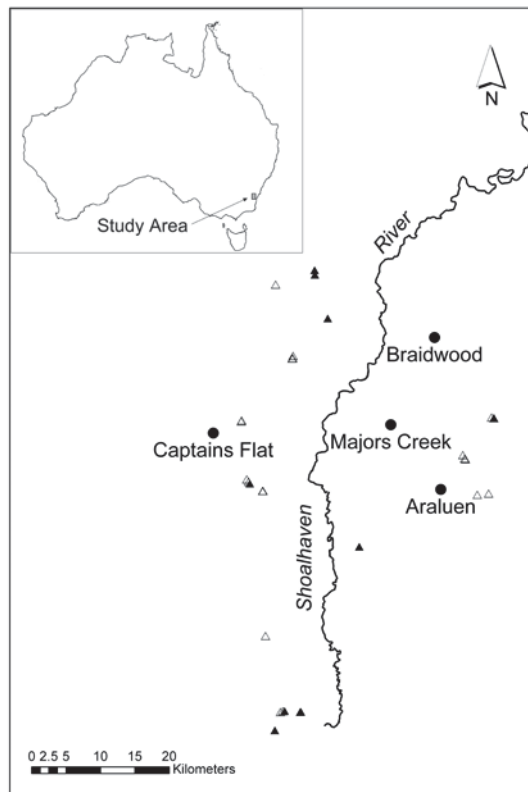 Study Area
N
River
Braidwood
Captains Flat
Majors Creek
Araluen
Shoalhaven
0 2.5 5 10 15 20
Kilometers